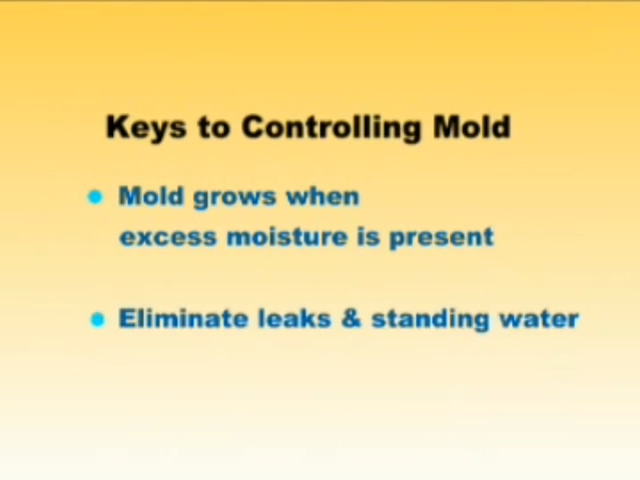 Keys to Controlling Mold
Mold grows when
excess moisture is present
Eliminate leaks & standing water